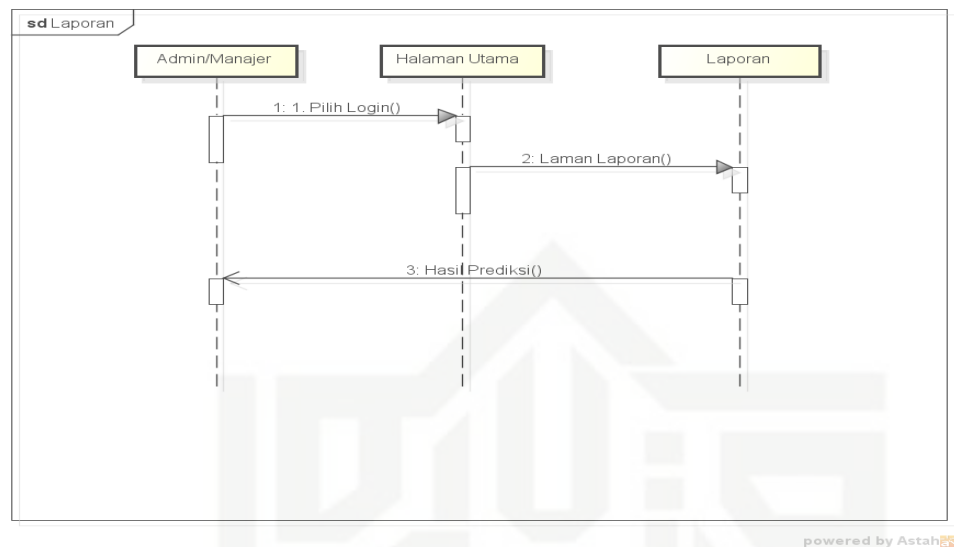 sd Laporan
Admin/Manajer
Halaman Utama
Laporan
1: 1. Pilih Login()
2: Laman Laporan()
3: Hasil Prediksi()
powered by Astah